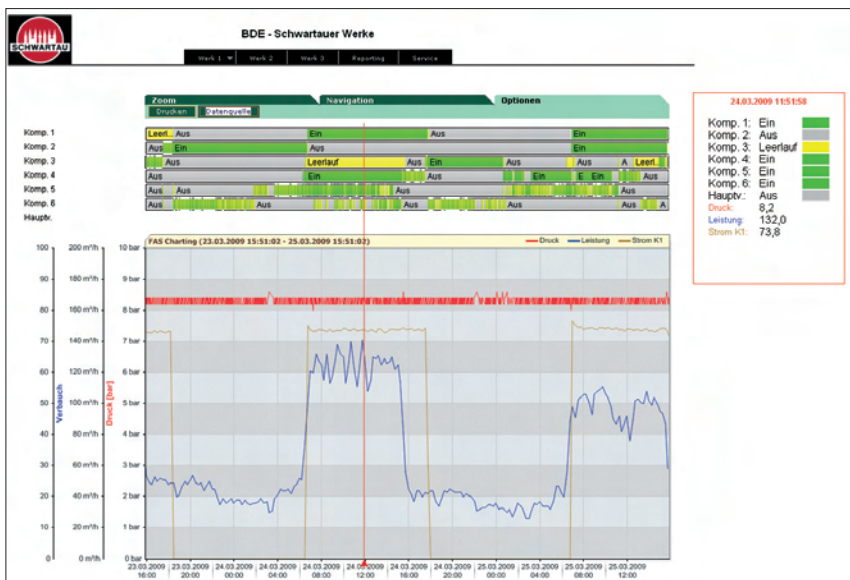 SCHWARTAU
BDE - Schwartauer Werke
Werk 1 Werk 2 Werk 3 Reporting Service
Zoom Navigation Optionen
Drucken Datenquelle
24.03.2009 11:51:58
Komp. 1: Ein
Komp. 2: Aus
Komp. 3: Leerlauf
Komp. 4: Ein
Komp. 5: Ein
Komp. 6: Ein
Hauptv.: Aus
Druck: 8,2
Leistung: 132,0
Strom K1: 73,8
Komp. 1 Leerl... Aus Ein Aus Ein
Komp. 2 Aus Ein Aus Ein
Komp. 3 Aus Leerlauf Aus Ein Aus Aus A Leerl...
Komp. 4 Aus Ein Aus Ein E Ein Aus
Komp. 5 Aus Aus Aus Aus
Komp. 6 Aus Aus Aus Aus Aus A
Hauptv.
FAS Charting (23.03.2009 15:51:02 - 25.03.2009 15:51:02) Druck Leistung Strom K1
100 200 m³/h 10 bar
90 180 m³/h 9 bar
80 160 m³/h 8 bar
70 140 m³/h 7 bar
60 120 m³/h 6 bar
50 100 m³/h 5 bar
40 80 m³/h 4 bar
30 60 m³/h 3 bar
20 40 m³/h 2 bar
10 20 m³/h 1 bar
0 0 m³/h 0 bar
Verbauch
Druck [bar]
23.03.2009 23.03.2009 24.03.2009 24.03.2009 24.03.2009 24.03.2009 24.03.2009 24.03.2009 25.03.2009 25.03.2009 25.03.2009 25.03.2009
16:00 20:00 00:00 04:00 08:00 12:00 16:00 20:00 00:00 04:00 08:00 12:00